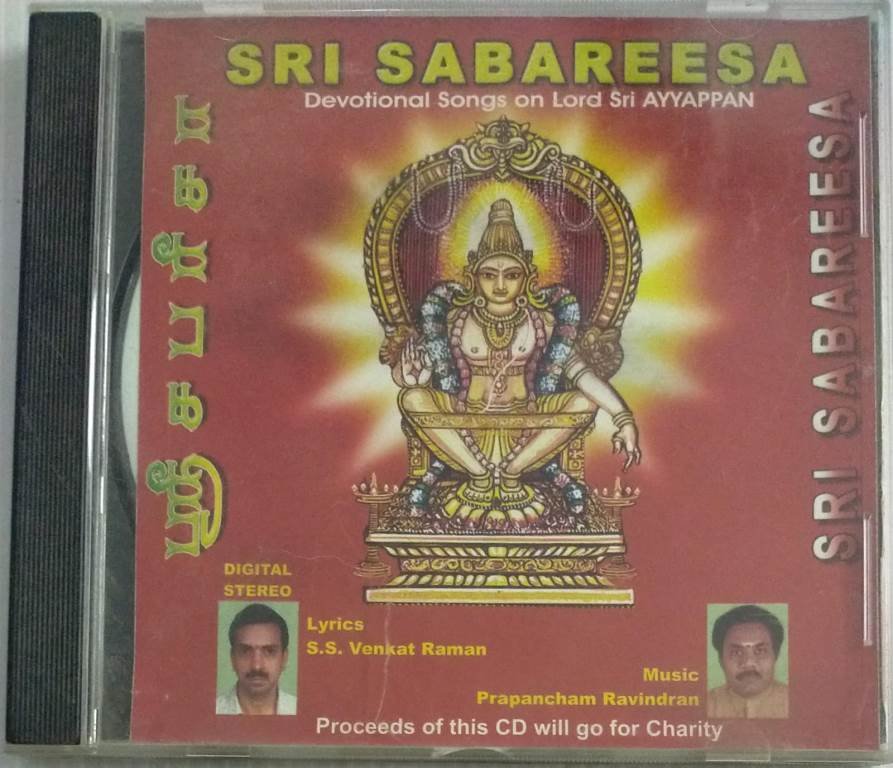 SRI SABAREESA
Devotional Songs on Lord Sri AYYAPPAN
ஸ்ரீ சபரீசா
SRI SABAREESA
DIGITAL
STEREO
Lyrics
S.S. Venkat Raman
Music
Prapancham Ravindran
Proceeds of this CD will go for Charity